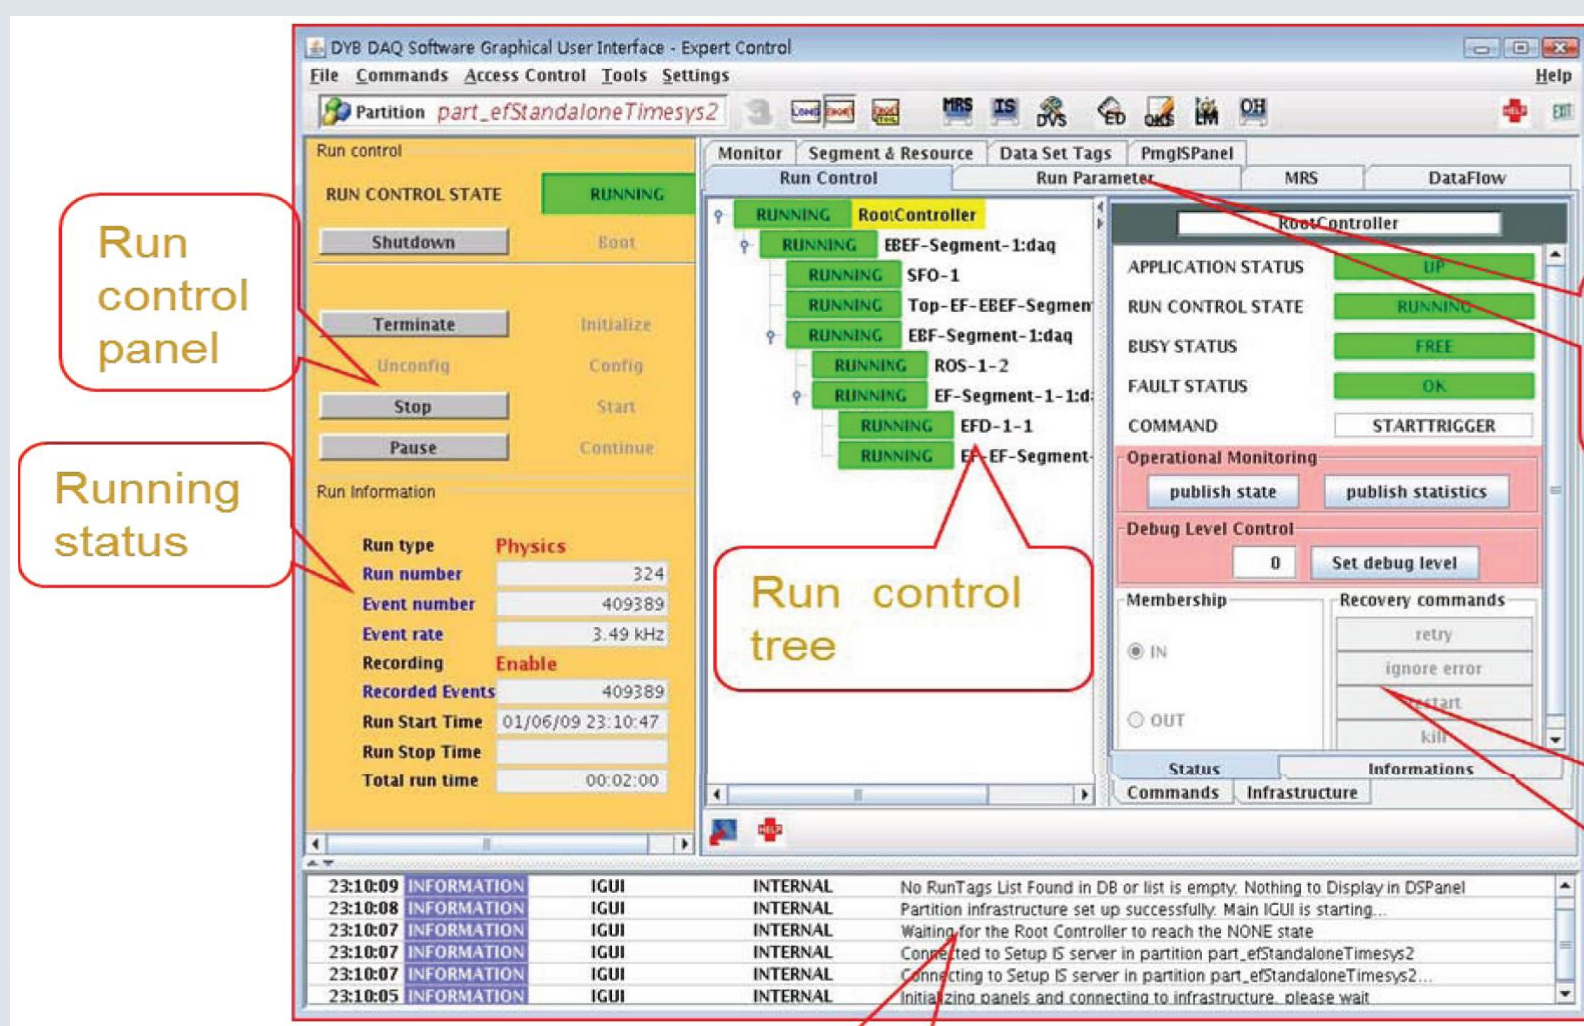 DYB DAQ Software Graphical User Interface - Expert Control
File Commands Access Control Tools Settings Help
Partition part_efStandaloneTimesys2 MRS IS DVS ED OKS EM OH HELP EXIT
Run control
RUN CONTROL STATE RUNNING
Shutdown Boot
Terminate Initialize
Unconfig Config
Stop Start
Pause Continue
Run Information
Run type Physics
Run number 324
Event number 409389
Event rate 3.49 kHz
Recording Enable
Recorded Events 409389
Run Start Time 01/06/09 23:10:47
Run Stop Time
Total run time 00:02:00
Run
control
panel
Running
status
Monitor Segment & Resource Data Set Tags PmgISPanel
Run Control Run Parameter MRS DataFlow
RUNNING RootController
RUNNING EBEF-Segment-1:daq
RUNNING SFO-1
RUNNING Top-EF-EBEF-Segmen
RUNNING EBF-Segment-1:daq
RUNNING ROS-1-2
RUNNING EF-Segment-1-1:d
RUNNING EFD-1-1
RUNNING EF-EF-Segment-
Run control
tree
RootController
APPLICATION STATUS UP
RUN CONTROL STATE RUNNING
BUSY STATUS FREE
FAULT STATUS OK
COMMAND STARTTRIGGER
Operational Monitoring
publish state publish statistics
Debug Level Control
0 Set debug level
Membership
IN
OUT
Recovery commands
retry
ignore error
restart
kill
Status Informations
Commands Infrastructure
HELP
23:10:09 INFORMATION IGUI INTERNAL No RunTags List Found in DB or list is empty. Nothing to Display in DSPanel
23:10:08 INFORMATION IGUI INTERNAL Partition infrastructure set up successfully. Main IGUI is starting...
23:10:07 INFORMATION IGUI INTERNAL Waiting for the Root Controller to reach the NONE state
23:10:07 INFORMATION IGUI INTERNAL Connected to Setup IS server in partition part_efStandaloneTimesys2
23:10:07 INFORMATION IGUI INTERNAL Connecting to Setup IS server in partition part_efStandaloneTimesys2...
23:10:05 INFORMATION IGUI INTERNAL Initializing panels and connecting to infrastructure, please wait